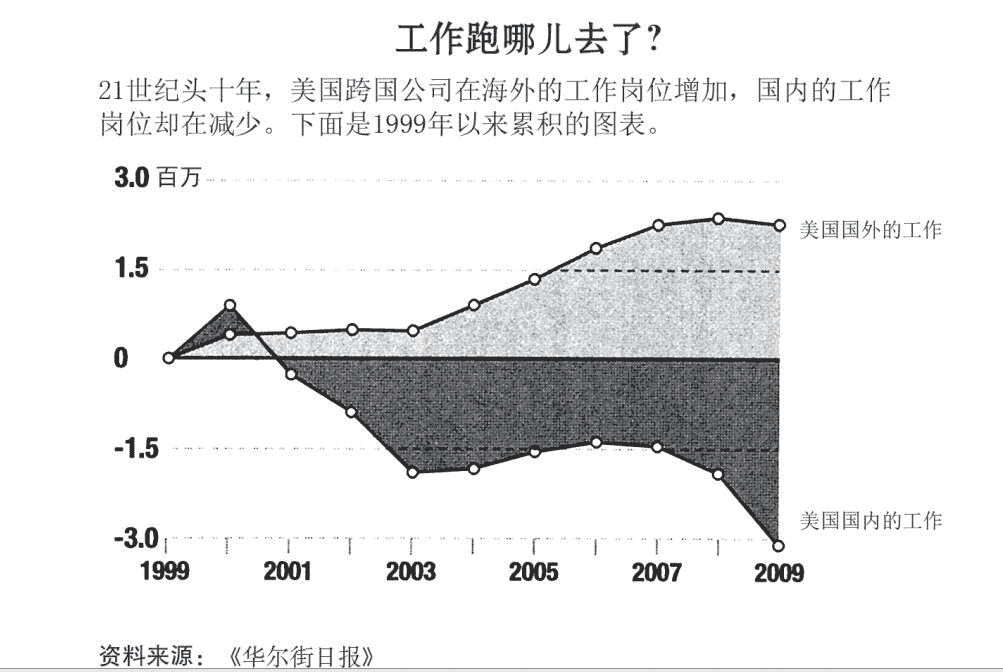 工作跑哪儿去了?
21世纪头十年，美国跨国公司在海外的工作岗位增加，国内的工作
岗位却在减少。下面是1999年以来累积的图表。
3.0 百万
美国国外的工作
1.5
0
-1.5
美国国内的工作
-3.0
1999 2001 2003 2005 2007 2009
资料来源：《华尔街日报》